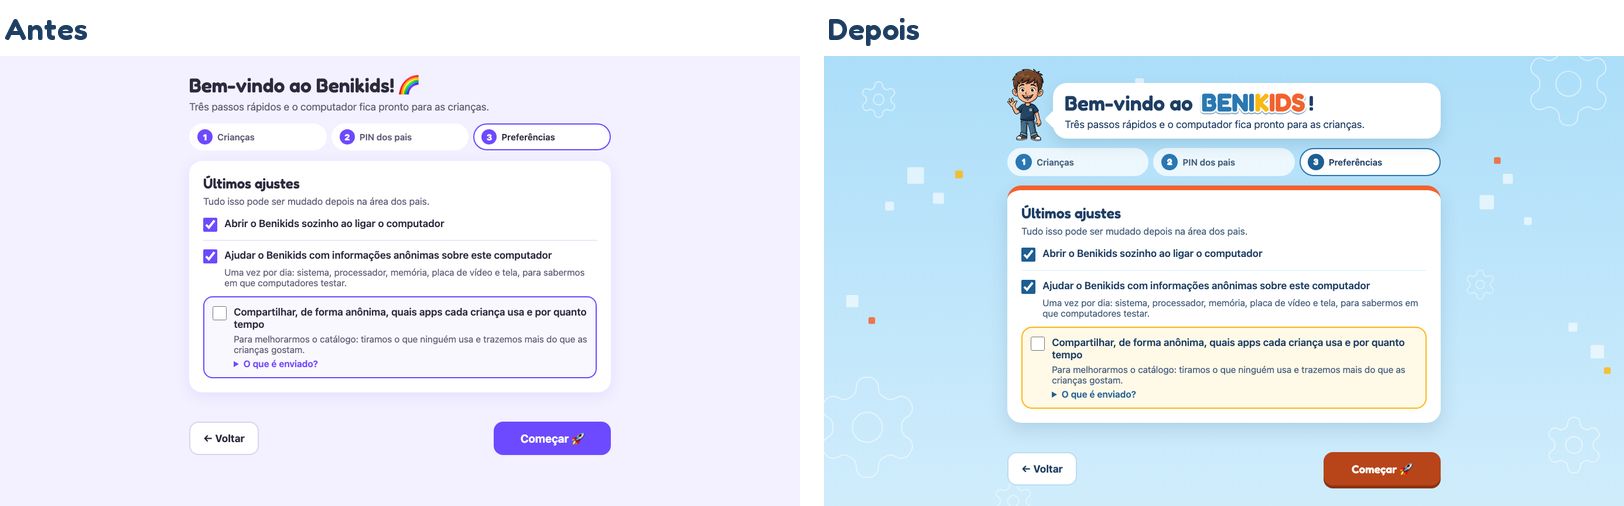 Antes
Bem-vindo ao Benikids! 🌈
Três passos rápidos e o computador fica pronto para as crianças.
1 Crianças
2 PIN dos pais
3 Preferências
Últimos ajustes
Tudo isso pode ser mudado depois na área dos pais.
Abrir o Benikids sozinho ao ligar o computador
Ajudar o Benikids com informações anônimas sobre este computador
Uma vez por dia: sistema, processador, memória, placa de vídeo e tela, para sabermos
em que computadores testar.
Compartilhar, de forma anônima, quais apps cada criança usa e por quanto
tempo
Para melhorarmos o catálogo: tiramos o que ninguém usa e trazemos mais do que as
crianças gostam.
▸ O que é enviado?
← Voltar
Começar 🚀
Depois
Bem-vindo ao BENIKIDS!
Três passos rápidos e o computador fica pronto para as crianças.
1 Crianças
2 PIN dos pais
3 Preferências
Últimos ajustes
Tudo isso pode ser mudado depois na área dos pais.
Abrir o Benikids sozinho ao ligar o computador
Ajudar o Benikids com informações anônimas sobre este computador
Uma vez por dia: sistema, processador, memória, placa de vídeo e tela, para sabermos em
que computadores testar.
Compartilhar, de forma anônima, quais apps cada criança usa e por quanto
tempo
Para melhorarmos o catálogo: tiramos o que ninguém usa e trazemos mais do que as
crianças gostam.
▸ O que é enviado?
← Voltar
Começar 🚀